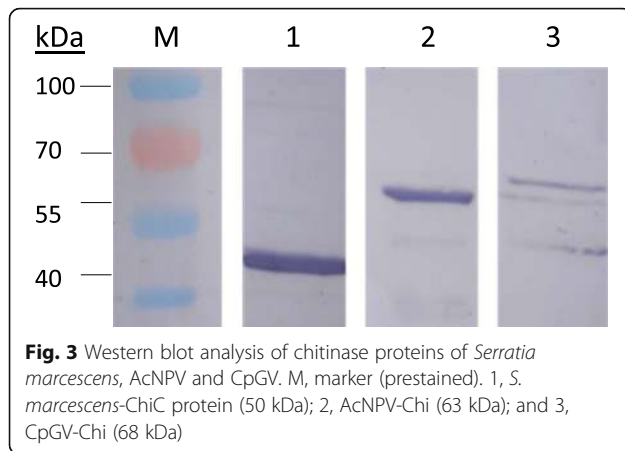 kDa M 1 2 3
100
70
55
40
Fig. 3 Western blot analysis of chitinase proteins of Serratia
marcescens, AcNPV and CpGV. M, marker (prestained). 1, S.
marcescens-ChiC protein (50 kDa); 2, AcNPV-Chi (63 kDa); and 3,
CpGV-Chi (68 kDa)